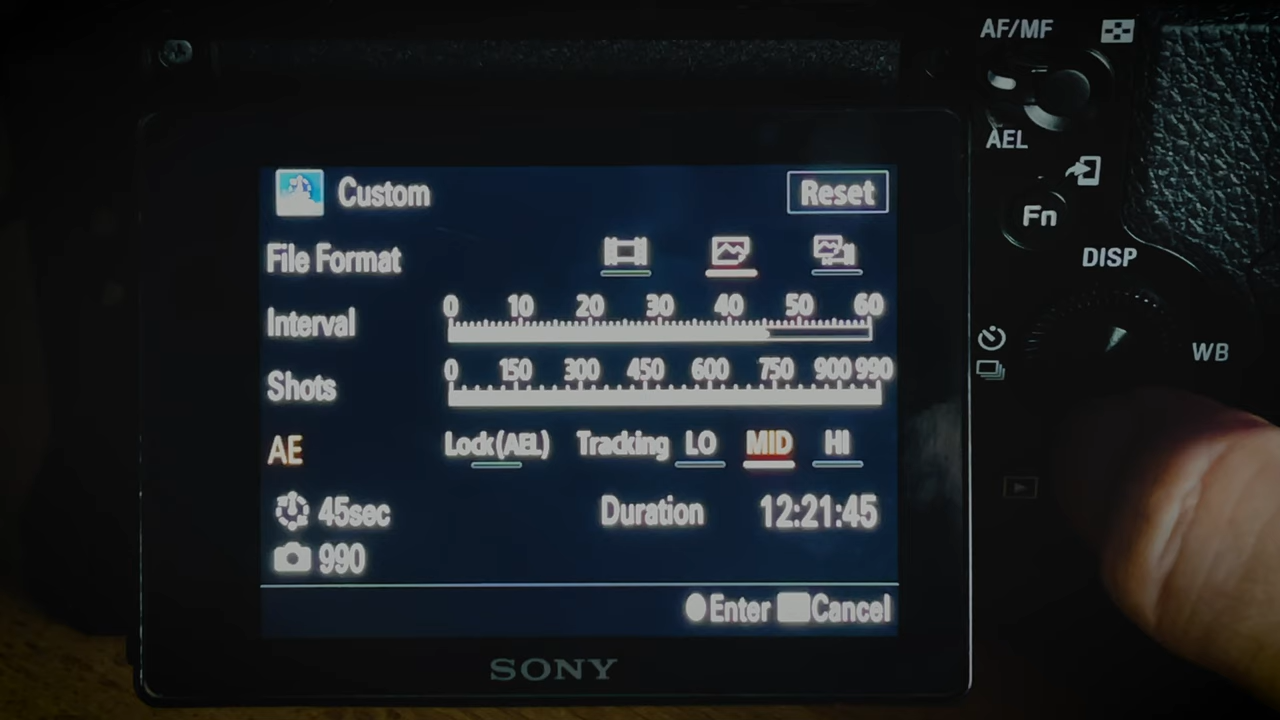 AF/MF
AEL
Custom Reset
Fn
File Format
DISP
0 10 20 30 40 50 60
Interval
WB
0 150 300 450 600 750 900 990
Shots
AE Lock(AEL) Tracking LO MID HI
45sec Duration 12:21:45
990
Enter Cancel
SONY